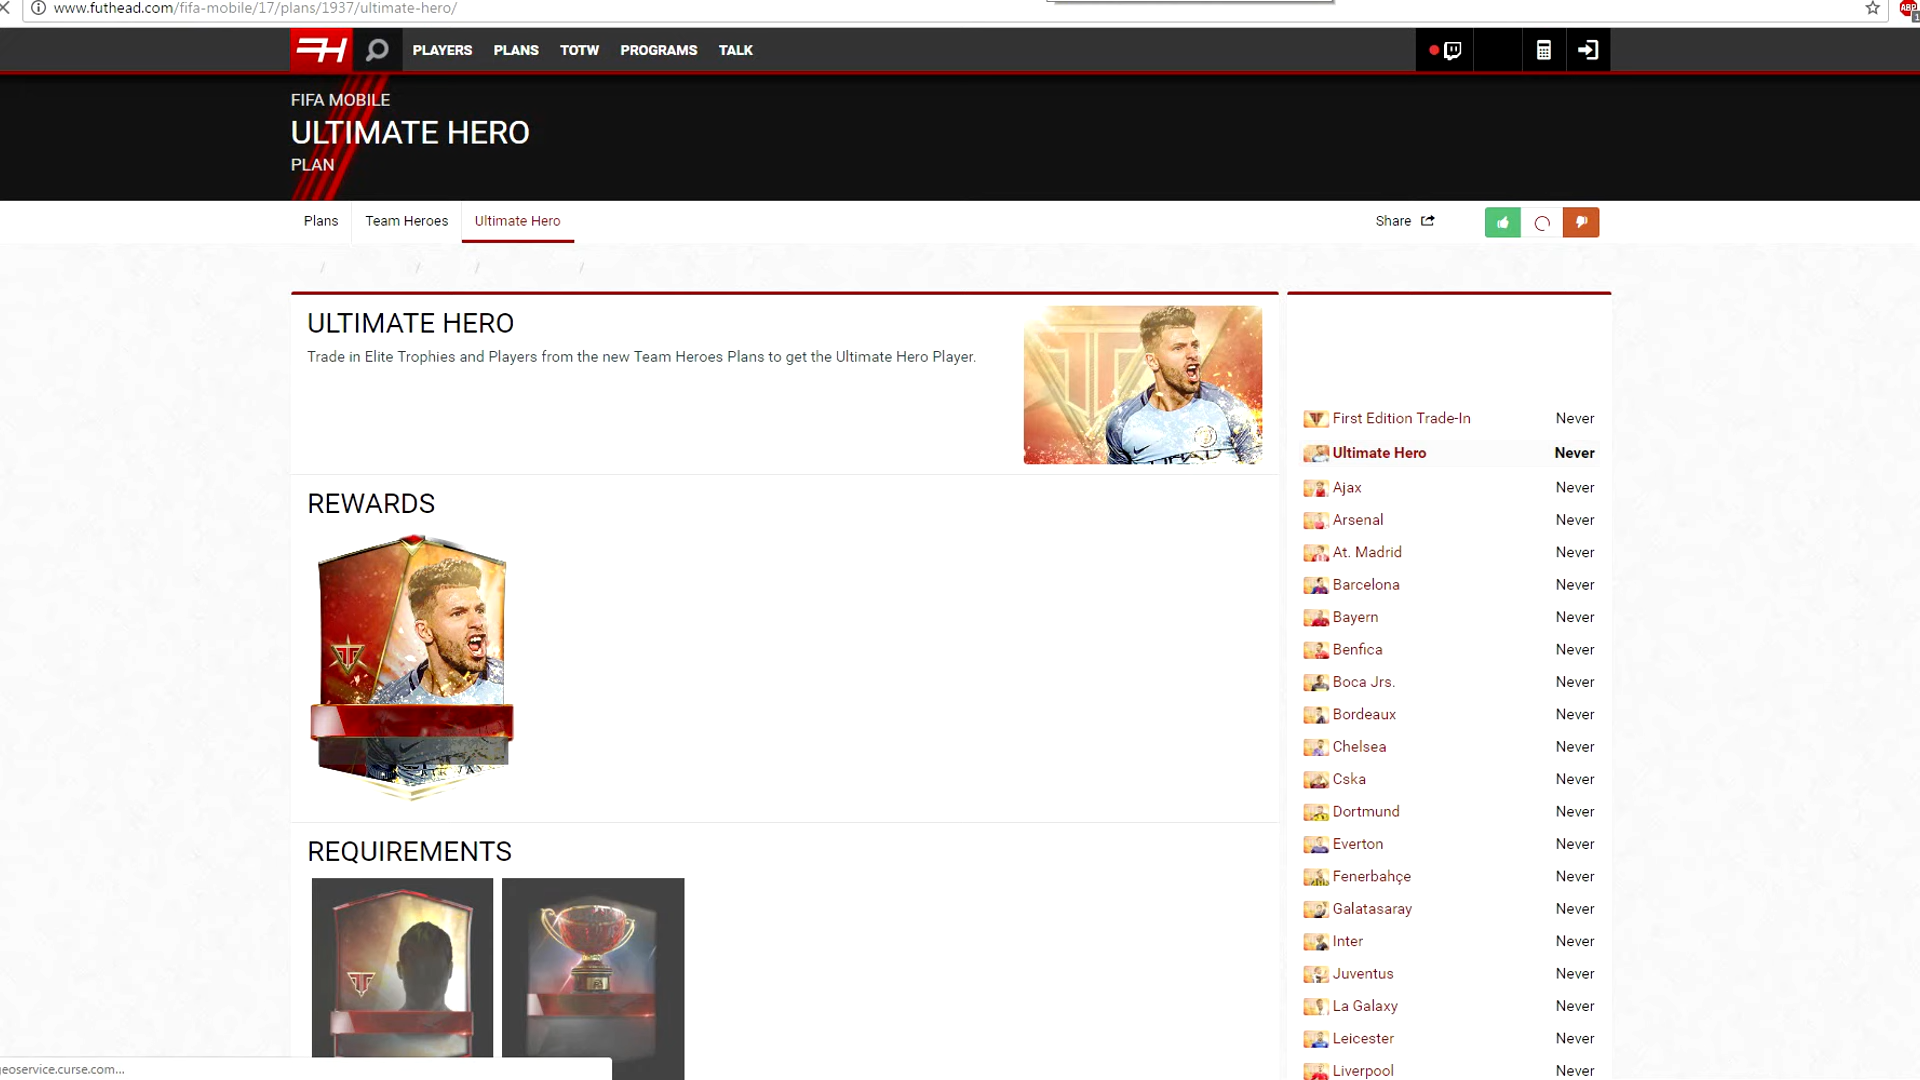 www.futhead.com/fifa-mobile/17/plans/1937/ultimate-hero/
ABP
1
FH
PLAYERS
PLANS
TOTW
PROGRAMS
TALK
FIFA MOBILE
ULTIMATE HERO
PLAN
Plans
Team Heroes
Ultimate Hero
Share
/ / / /
ULTIMATE HERO
Trade in Elite Trophies and Players from the new Team Heroes Plans to get the Ultimate Hero Player.
REWARDS
REQUIREMENTS
First Edition Trade-In Never
Ultimate Hero Never
Ajax Never
Arsenal Never
At. Madrid Never
Barcelona Never
Bayern Never
Benfica Never
Boca Jrs. Never
Bordeaux Never
Chelsea Never
Cska Never
Dortmund Never
Everton Never
Fenerbahçe Never
Galatasaray Never
Inter Never
Juventus Never
La Galaxy Never
Leicester Never
Liverpool Never
geoservice.curse.com...